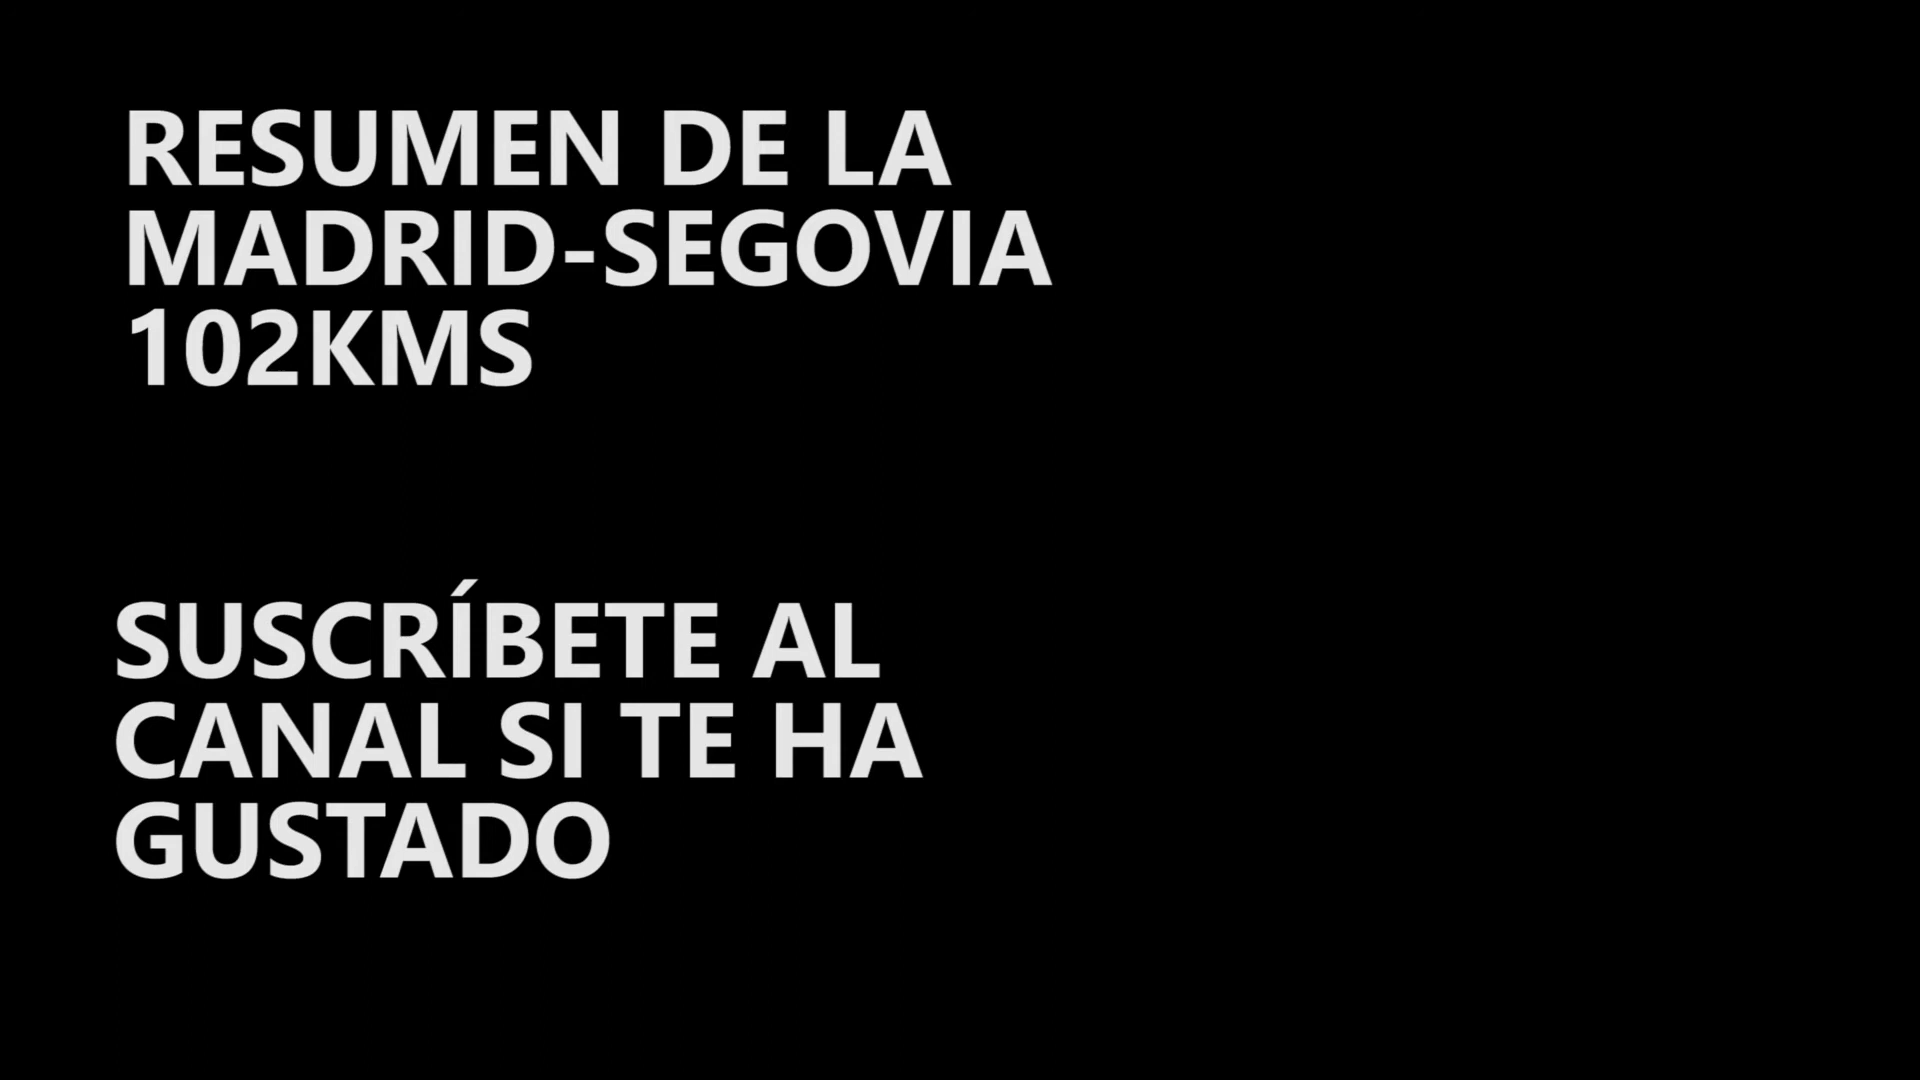 RESUMEN DE LA
MADRID-SEGOVIA
102KMS
SUSCRÍBETE AL
CANAL SI TE HA
GUSTADO